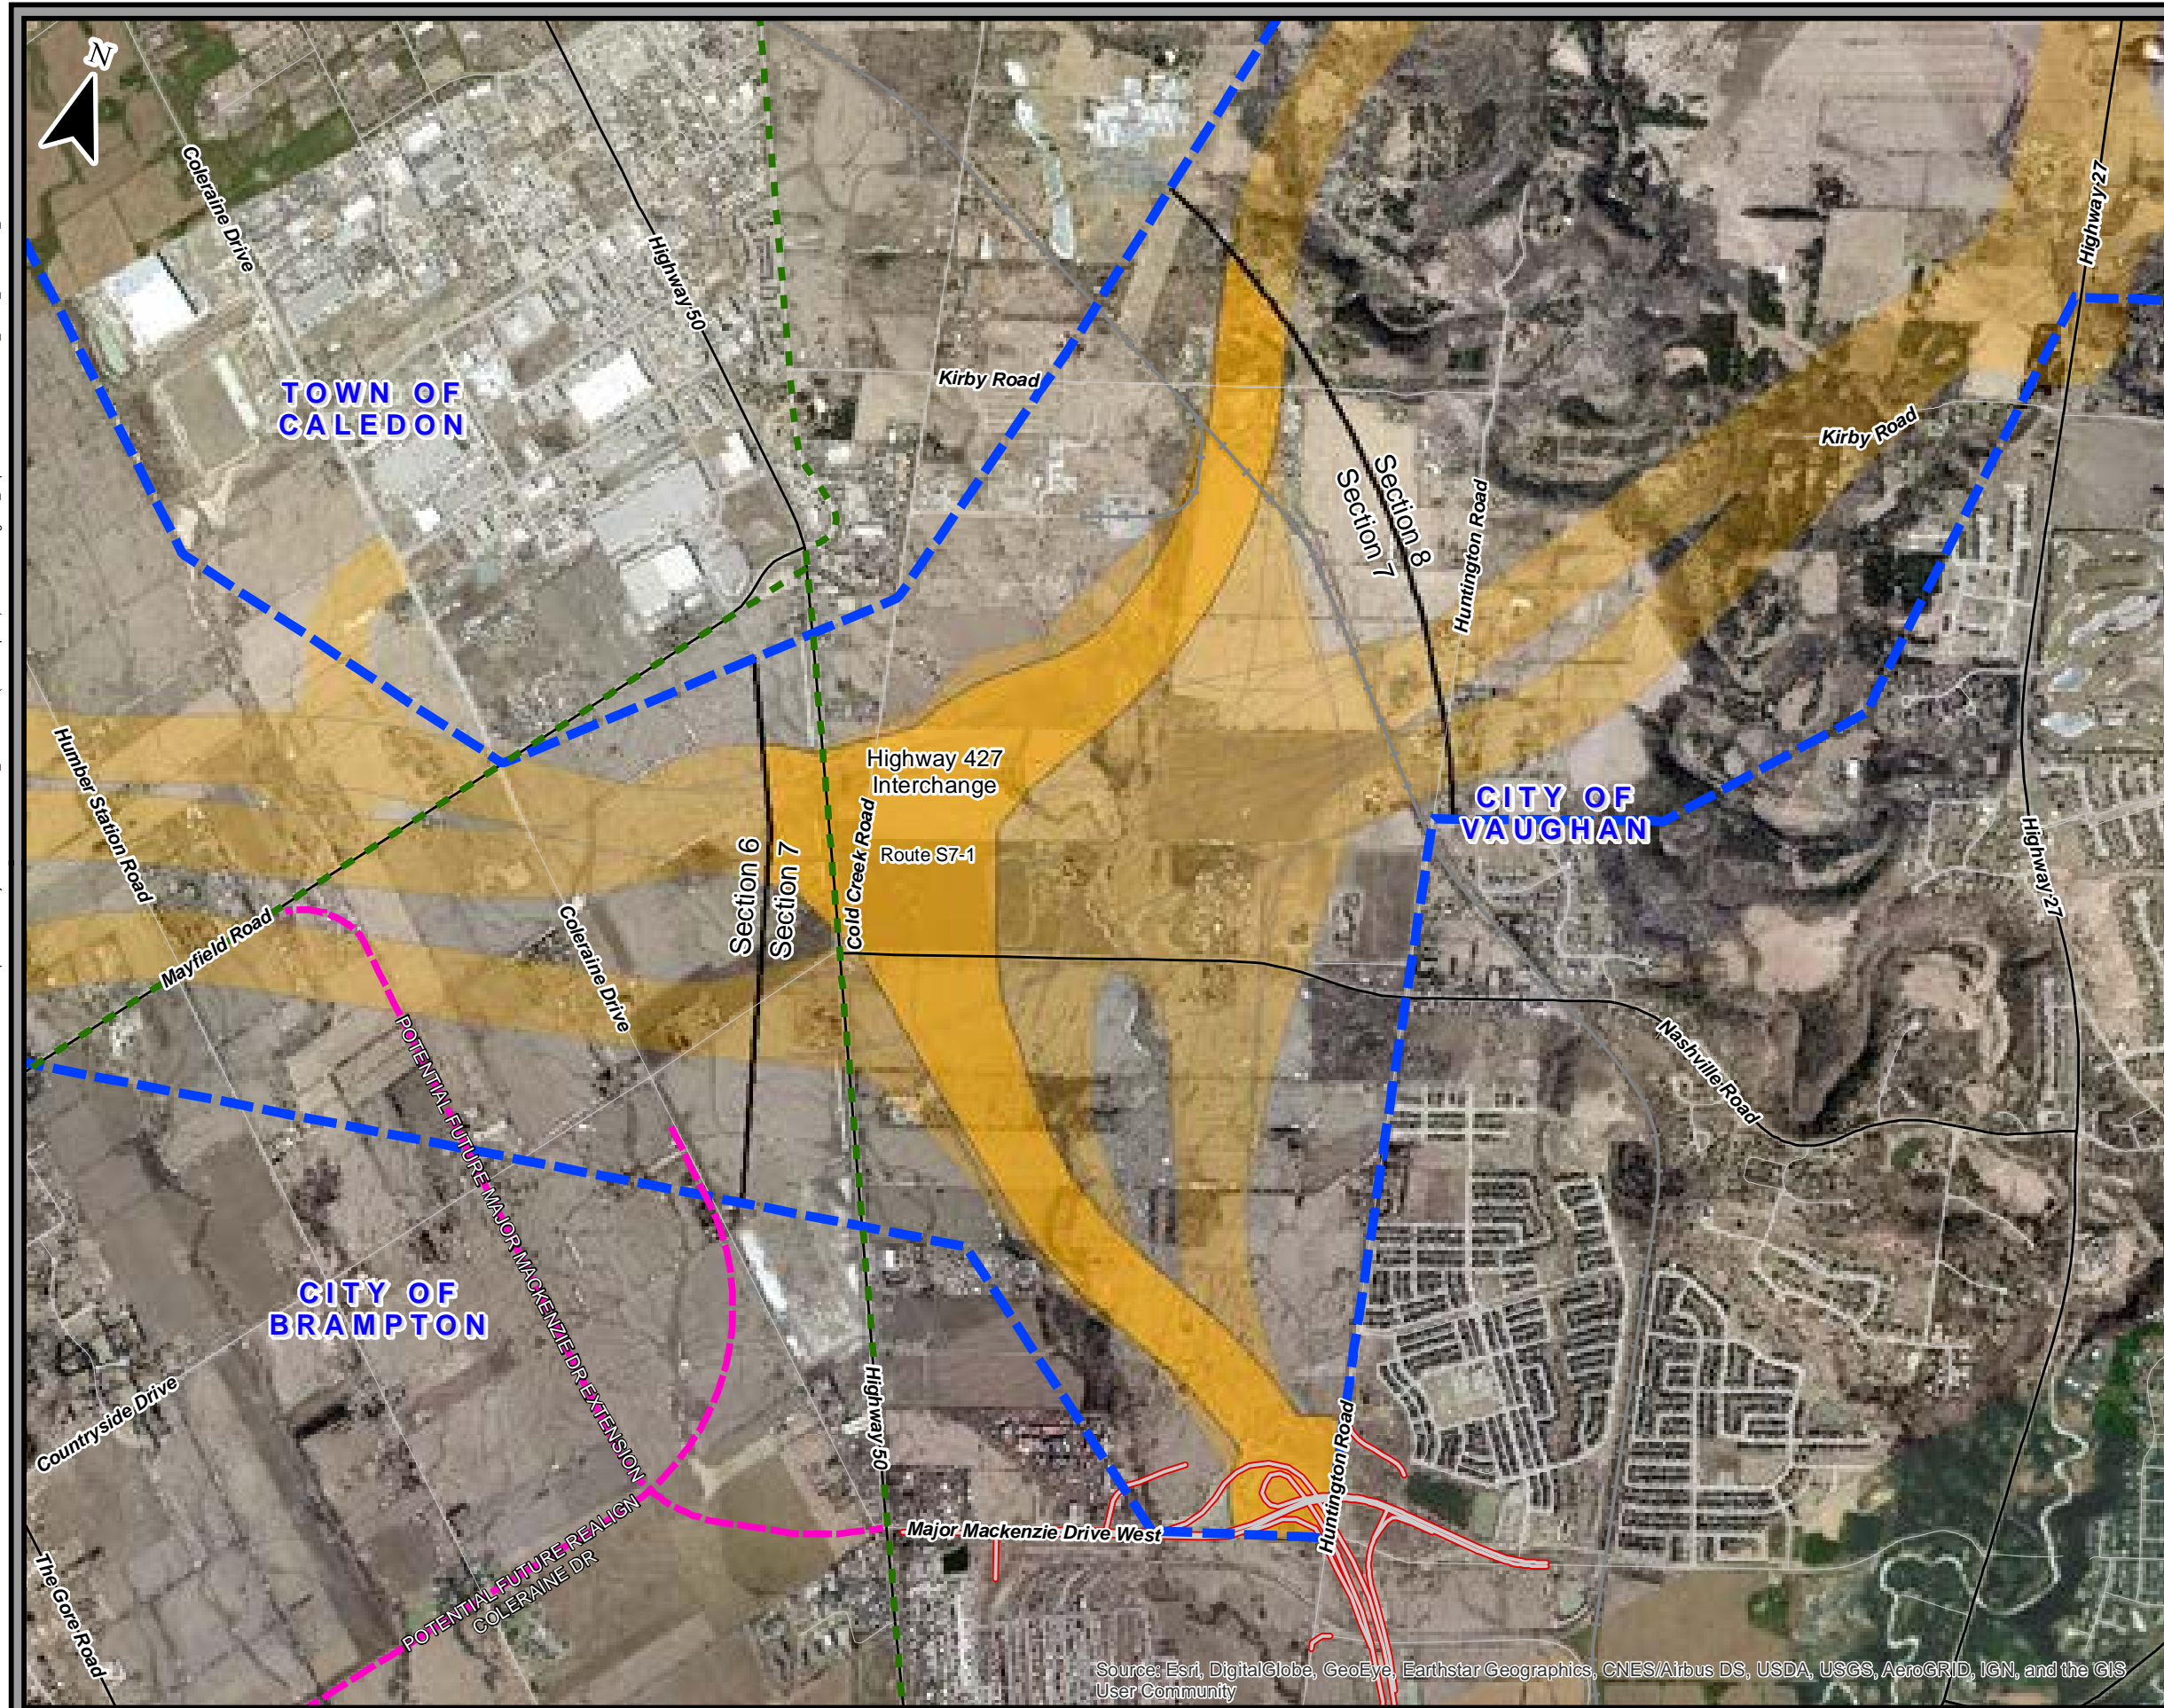 N
Coleraine Drive
Highway 50
Highway 27
TOWN OF
CALEDON
Kirby Road
Kirby Road
Section 8
Section 7
Huntington Road
Humber Station Road
Highway 427
Interchange
CITY OF
VAUGHAN
Highway 27
Section 6
Section 7
Cold Creek Road
Route S7-1
Mayfield Road
Coleraine Drive
Nashville Road
POTENTIAL FUTURE MAJOR MACKENZIE DR EXTENSION
CITY OF
BRAMPTON
Countryside Drive
Highway 50
Huntington Road
Major Mackenzie Drive West
POTENTIAL FUTURE REALIGN
COLERAINE DR
The Gore Road
Source: Esri, DigitalGlobe, GeoEye, Earthstar Geographics, CNES/Airbus DS, USDA, USGS, AeroGRID, IGN, and the GIS
User Community